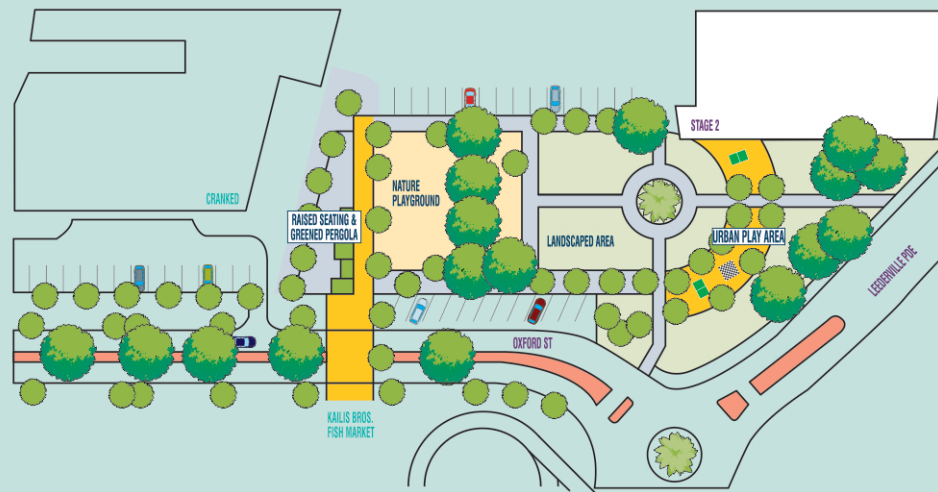 STAGE 2
NATURE
PLAYGROUND
CRANKED
RAISED SEATING &
GREENED PERGOLA
LANDSCAPED AREA
URBAN PLAY AREA
LEEDERVILLE PDE
OXFORD ST
KAILIS BROS.
FISH MARKET